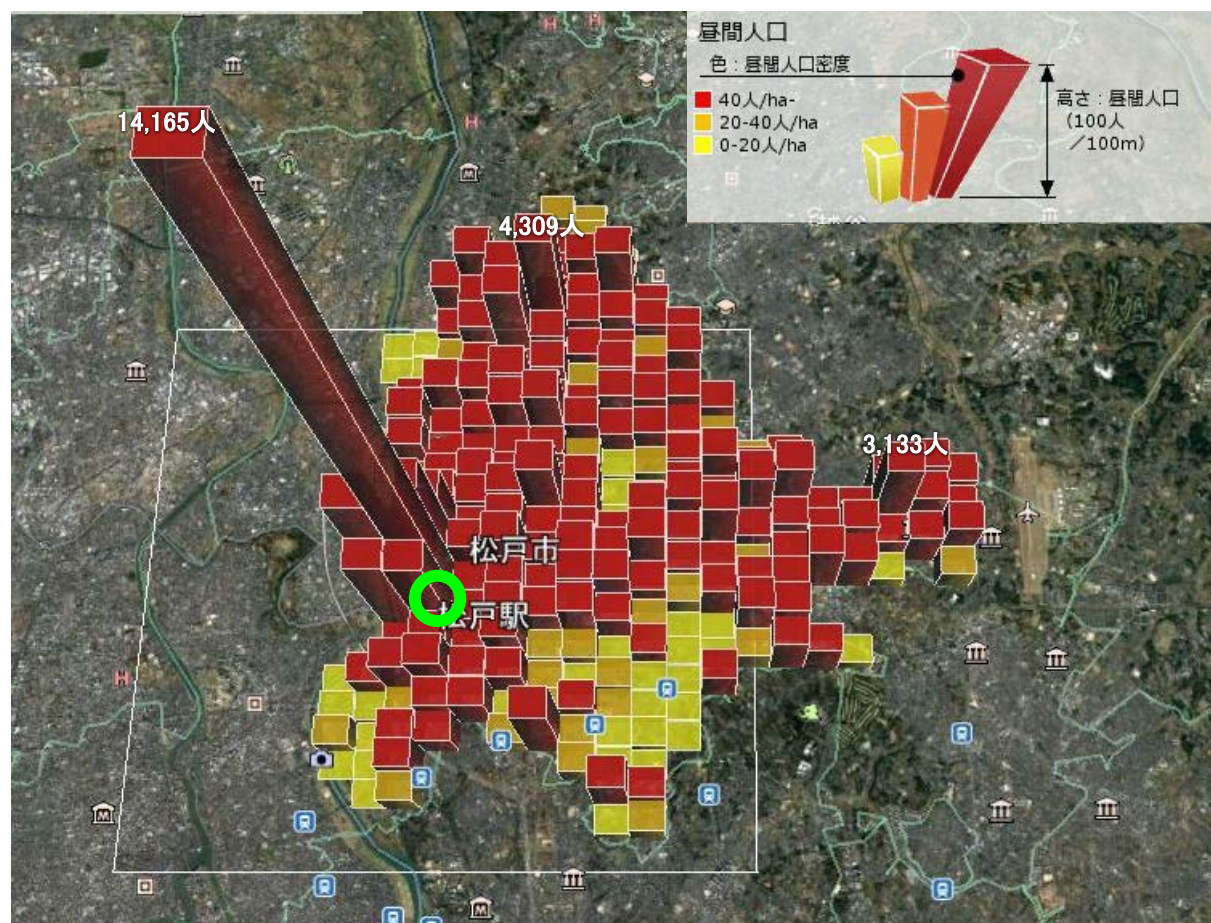 昼間人口
色：昼間人口密度
40人/ha-
20-40人/ha
0-20人/ha
高さ：昼間人口
（100人
／100m）
14,165人
4,309人
3,133人
松戸市
松戸駅